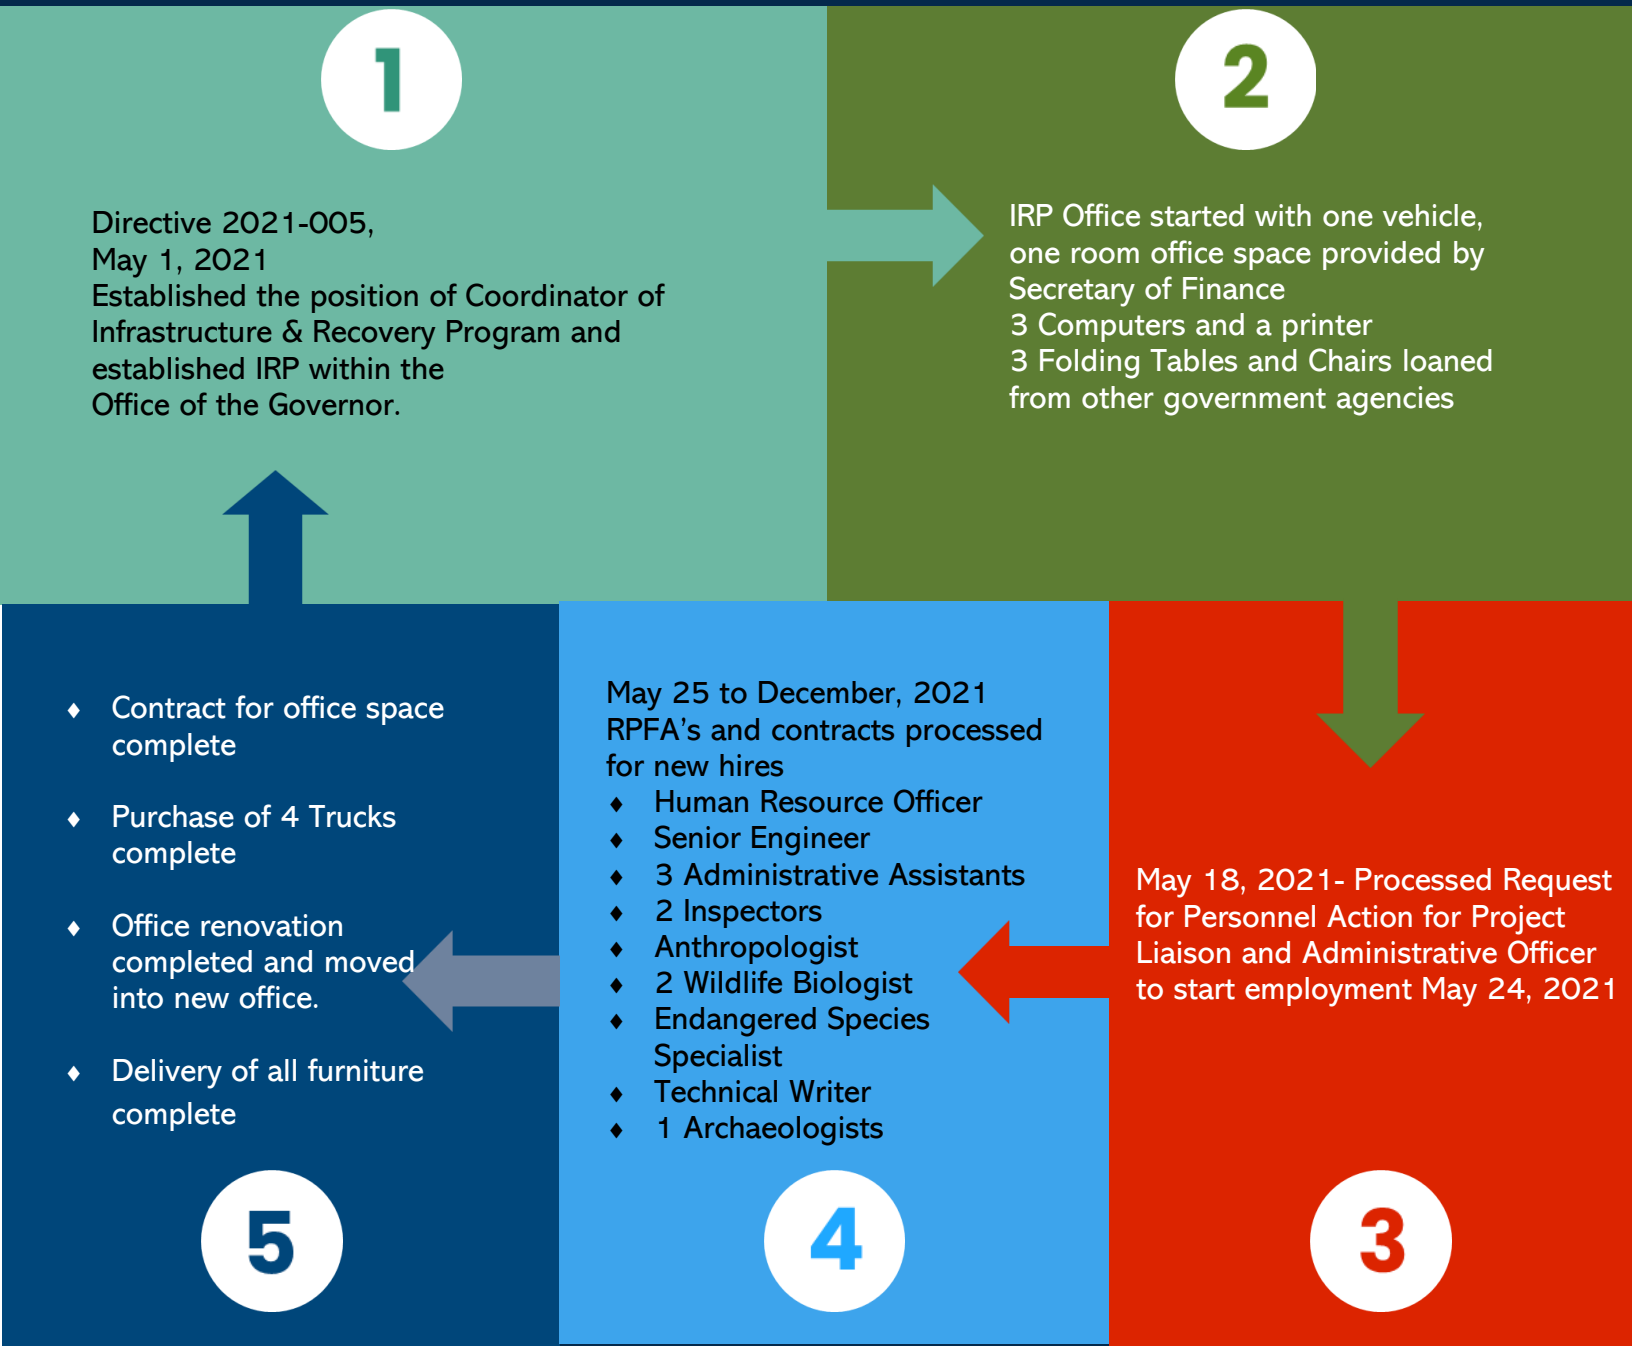 1
Directive 2021-005,
May 1, 2021
Established the position of Coordinator of
Infrastructure & Recovery Program and
established IRP within the
Office of the Governor.
2
IRP Office started with one vehicle,
one room office space provided by
Secretary of Finance
3 Computers and a printer
3 Folding Tables and Chairs loaned
from other government agencies
May 18, 2021- Processed Request
for Personnel Action for Project
Liaison and Administrative Officer
to start employment May 24, 2021
3
May 25 to December, 2021
RPFA's and contracts processed
for new hires
♦ Human Resource Officer
♦ Senior Engineer
♦ 3 Administrative Assistants
♦ 2 Inspectors
♦ Anthropologist
♦ 2 Wildlife Biologist
♦ Endangered Species
Specialist
♦ Technical Writer
♦ 1 Archaeologists
4
♦ Contract for office space
complete
♦ Purchase of 4 Trucks
complete
♦ Office renovation
completed and moved
into new office.
♦ Delivery of all furniture
complete
5